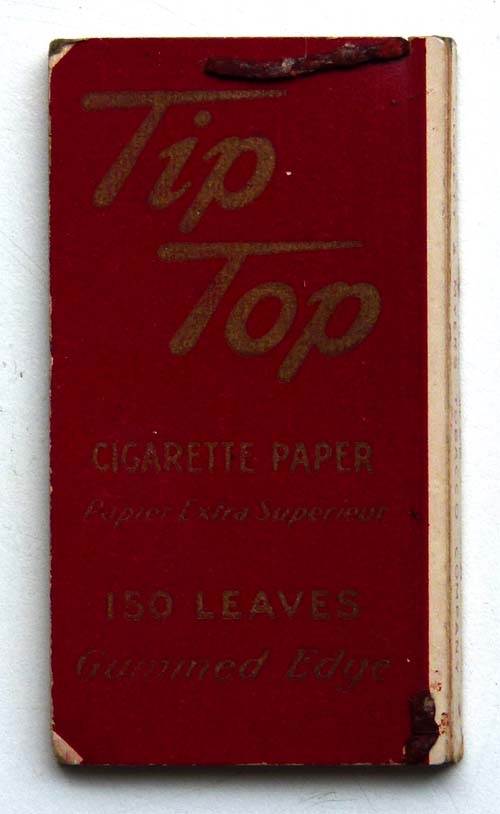 Tip
Top
CIGARETTE PAPER
Papier Extra Superieur
150 LEAVES
Gummed Edge